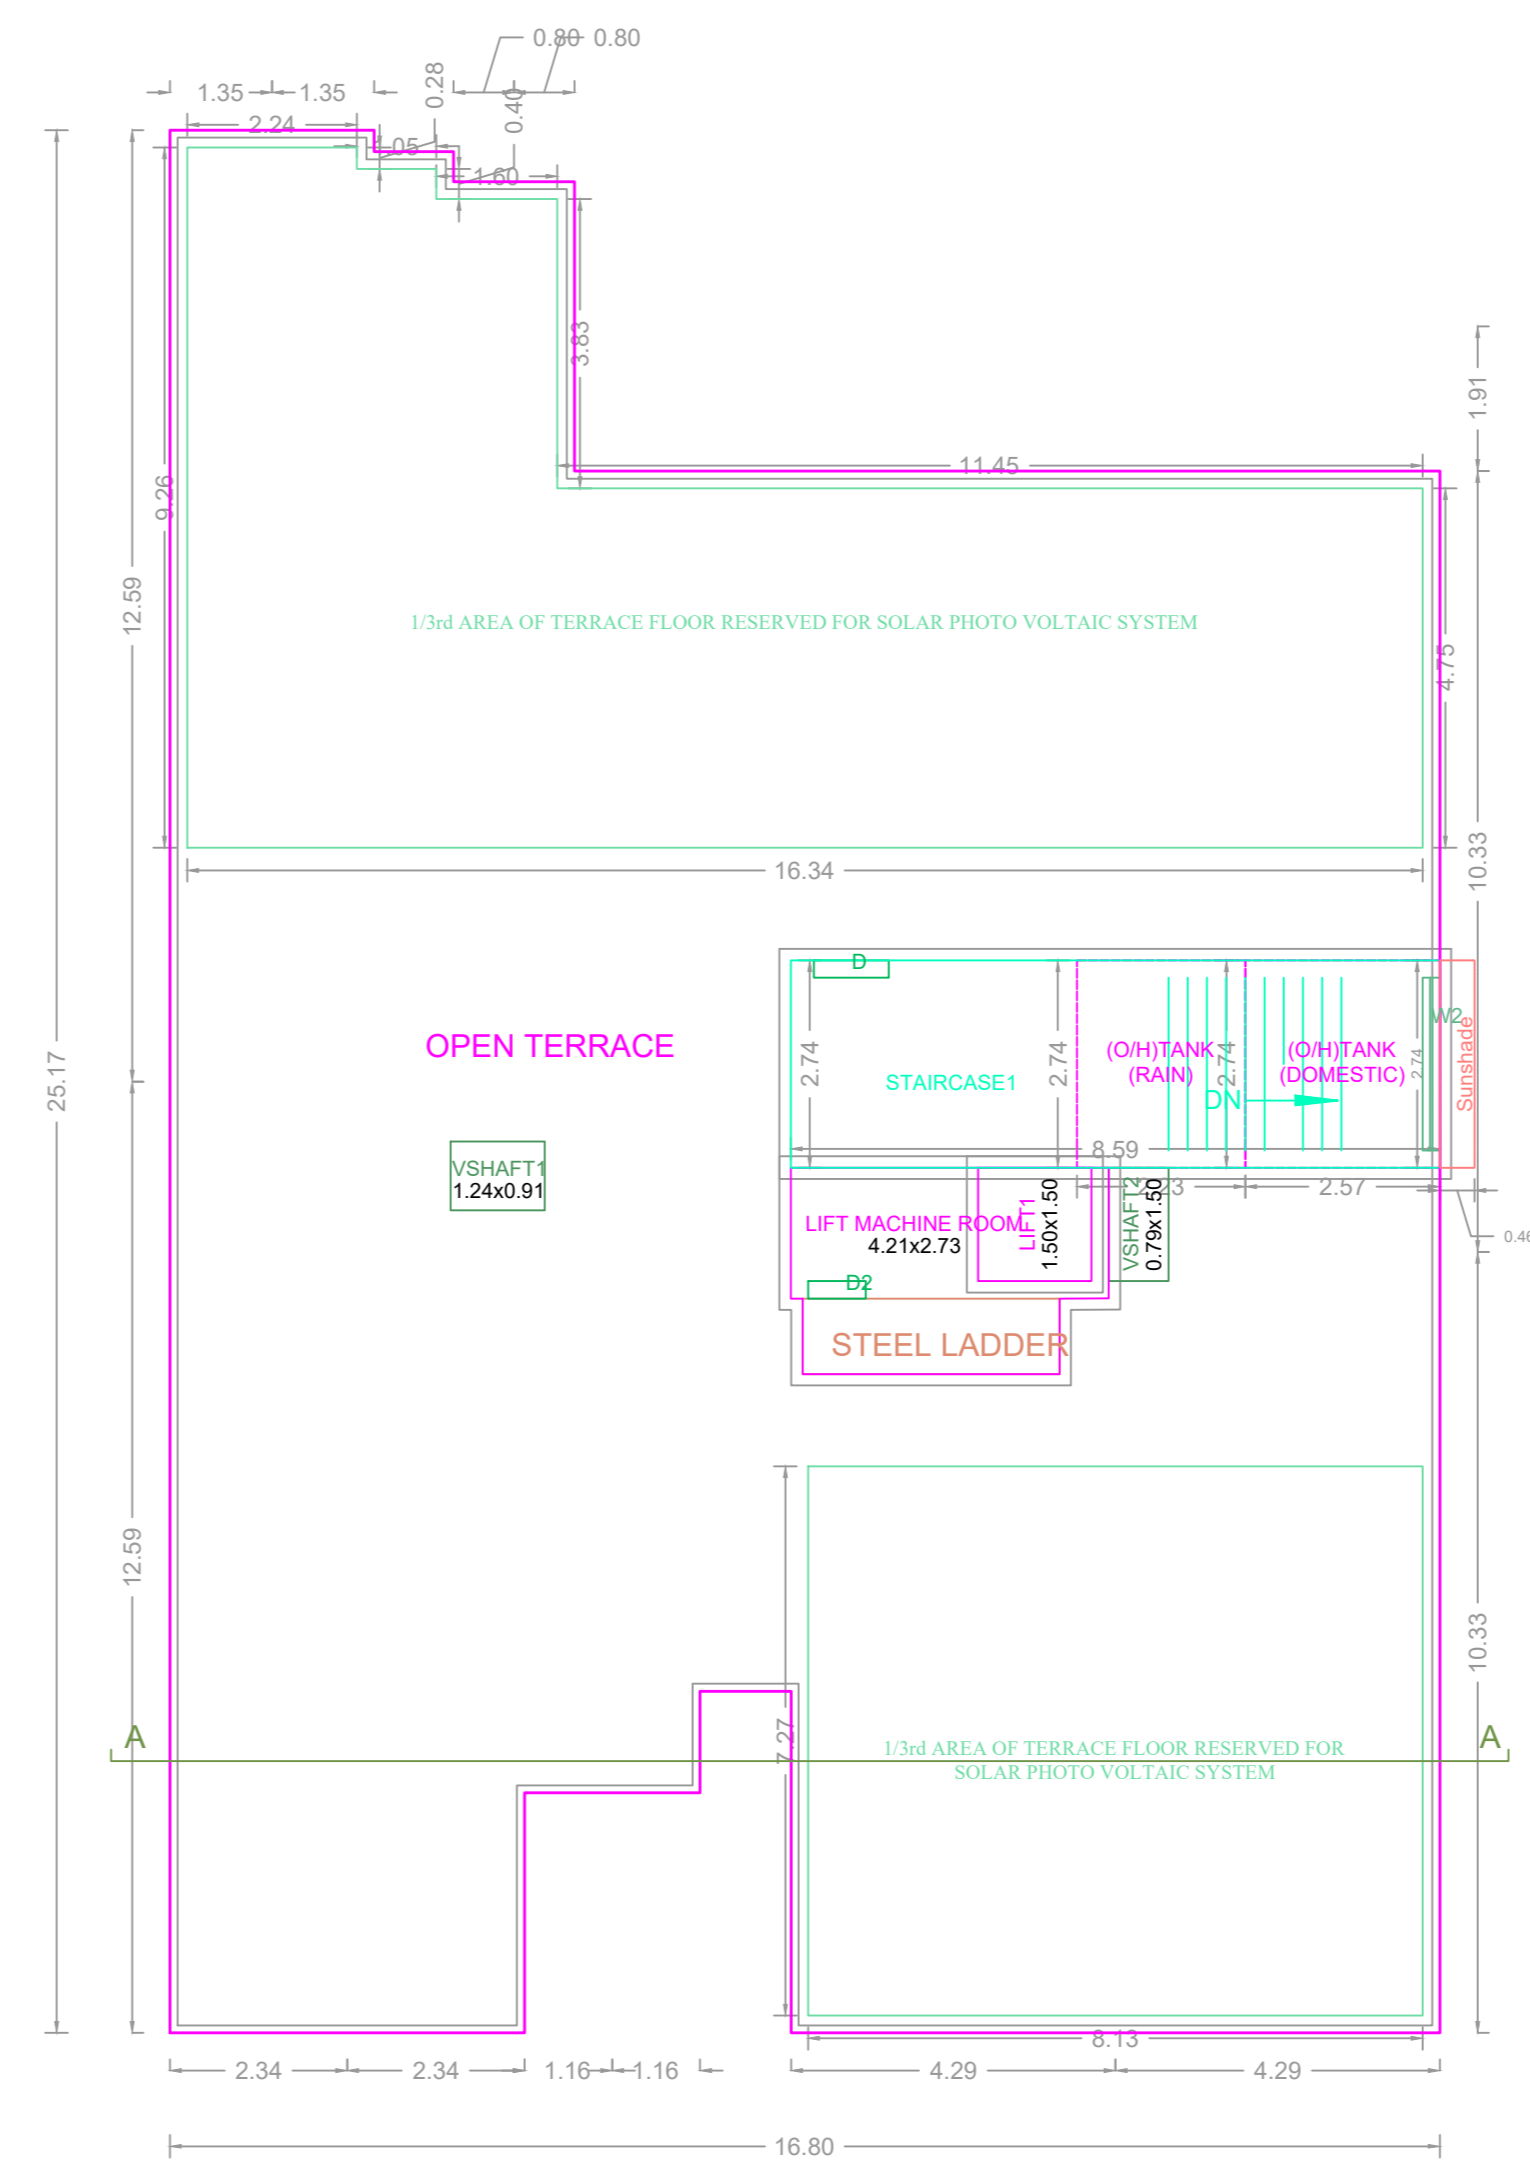 0.80
0.80
1.35
1.35
0.28
0.40
2.24
1.60
3.83
1.91
11.45
9.26
12.59
1/3rd AREA OF TERRACE FLOOR RESERVED FOR SOLAR PHOTO VOLTAIC SYSTEM
4.75
16.34
10.33
D
W2
OPEN TERRACE
25.17
2.74
STAIRCASE1
2.74
(O/H)TANK
(RAIN)
2.74
(O/H)TANK
(DOMESTIC)
2.74
Sunshade
DN
8.59
VSHAFT1
1.24x0.91
2.23
2.57
LIFT MACHINE ROOM
4.21x2.73
LIFT1
1.50x1.50
VSHAFT2
0.79x1.50
D2
STEEL LADDER
12.59
10.33
A
A
7.27
1/3rd AREA OF TERRACE FLOOR RESERVED FOR
SOLAR PHOTO VOLTAIC SYSTEM
8.13
2.34
2.34
1.16
1.16
4.29
4.29
16.80